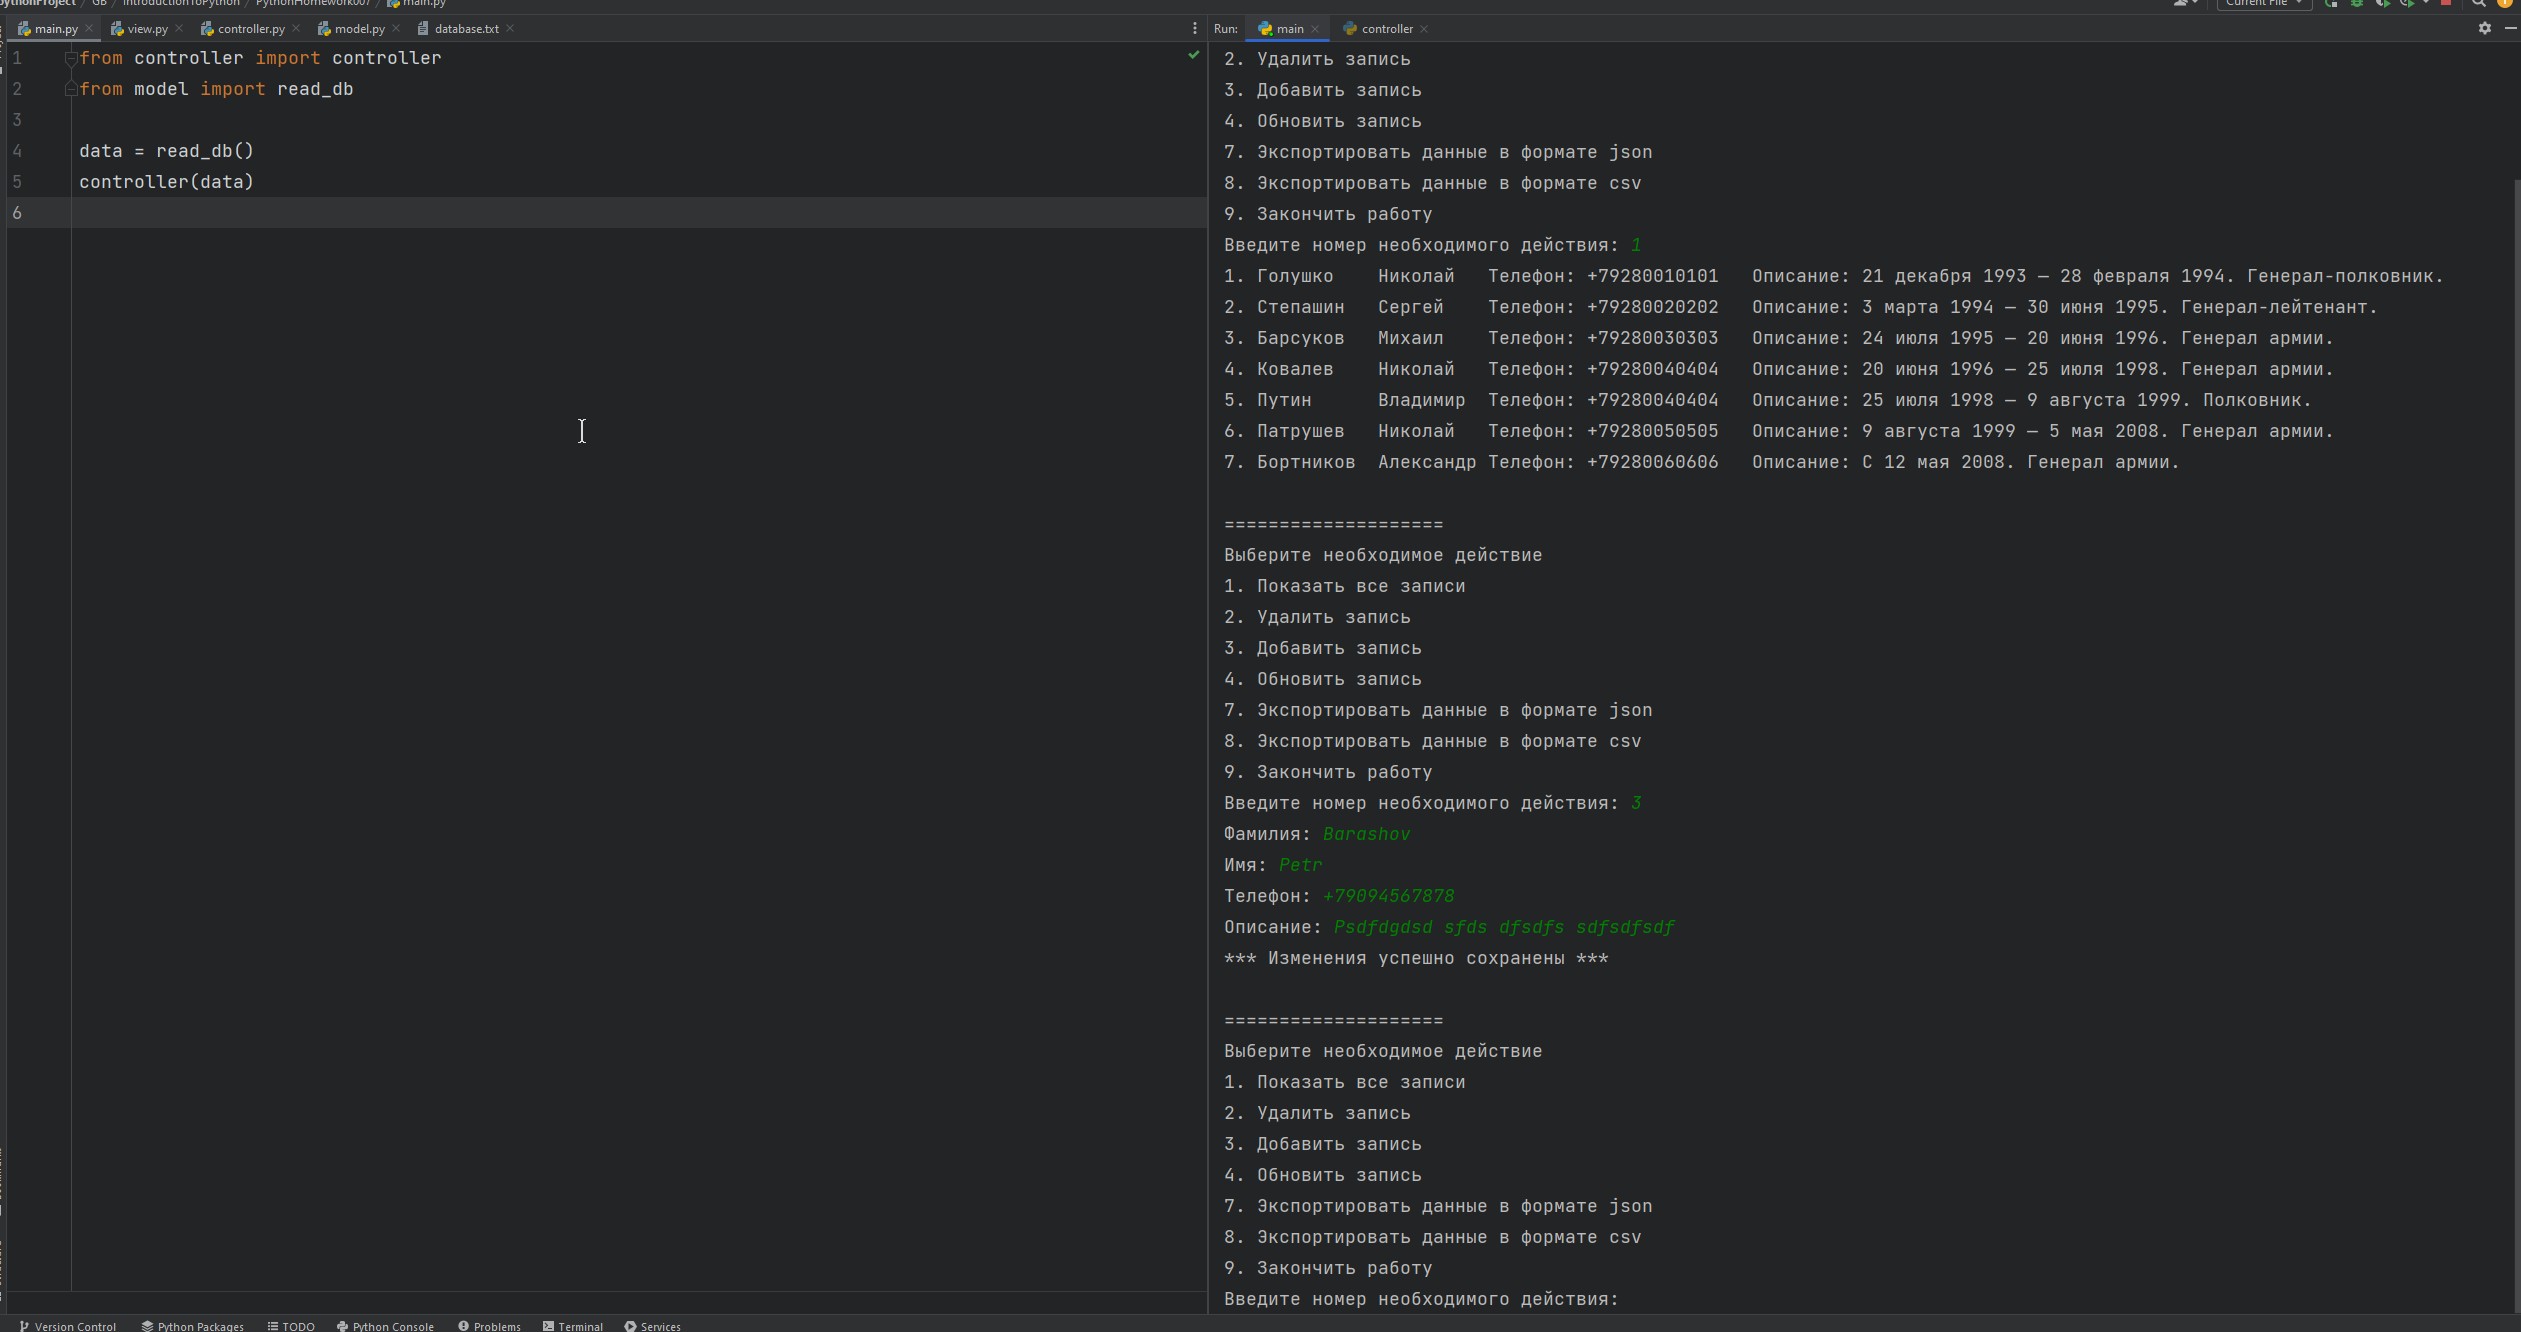 pythonProject GB IntroductionToPython PythonHomework007 main.py
Current File
main.py view.py controller.py model.py database.txt
Run: main controller
1 from controller import controller
2 from model import read_db
3
4 data = read_db()
5 controller(data)
6
2. Удалить запись
3. Добавить запись
4. Обновить запись
7. Экспортировать данные в формате json
8. Экспортировать данные в формате csv
9. Закончить работу
Введите номер необходимого действия: 1
1. Голушко Николай Телефон: +79280010101 Описание: 21 декабря 1993 — 28 февраля 1994. Генерал-полковник.
2. Степашин Сергей Телефон: +79280020202 Описание: 3 марта 1994 — 30 июня 1995. Генерал-лейтенант.
3. Барсуков Михаил Телефон: +79280030303 Описание: 24 июля 1995 — 20 июня 1996. Генерал армии.
4. Ковалев Николай Телефон: +79280040404 Описание: 20 июня 1996 — 25 июля 1998. Генерал армии.
5. Путин Владимир Телефон: +79280040404 Описание: 25 июля 1998 — 9 августа 1999. Полковник.
6. Патрушев Николай Телефон: +79280050505 Описание: 9 августа 1999 — 5 мая 2008. Генерал армии.
7. Бортников Александр Телефон: +79280060606 Описание: С 12 мая 2008. Генерал армии.
====================
Выберите необходимое действие
1. Показать все записи
2. Удалить запись
3. Добавить запись
4. Обновить запись
7. Экспортировать данные в формате json
8. Экспортировать данные в формате csv
9. Закончить работу
Введите номер необходимого действия: 3
Фамилия: Barashov
Имя: Petr
Телефон: +79094567878
Описание: Psdfdgdsd sfds dfsdfs sdfsdfsdf
*** Изменения успешно сохранены ***
====================
Выберите необходимое действие
1. Показать все записи
2. Удалить запись
3. Добавить запись
4. Обновить запись
7. Экспортировать данные в формате json
8. Экспортировать данные в формате csv
9. Закончить работу
Введите номер необходимого действия:
Version Control Python Packages TODO Python Console Problems Terminal Services